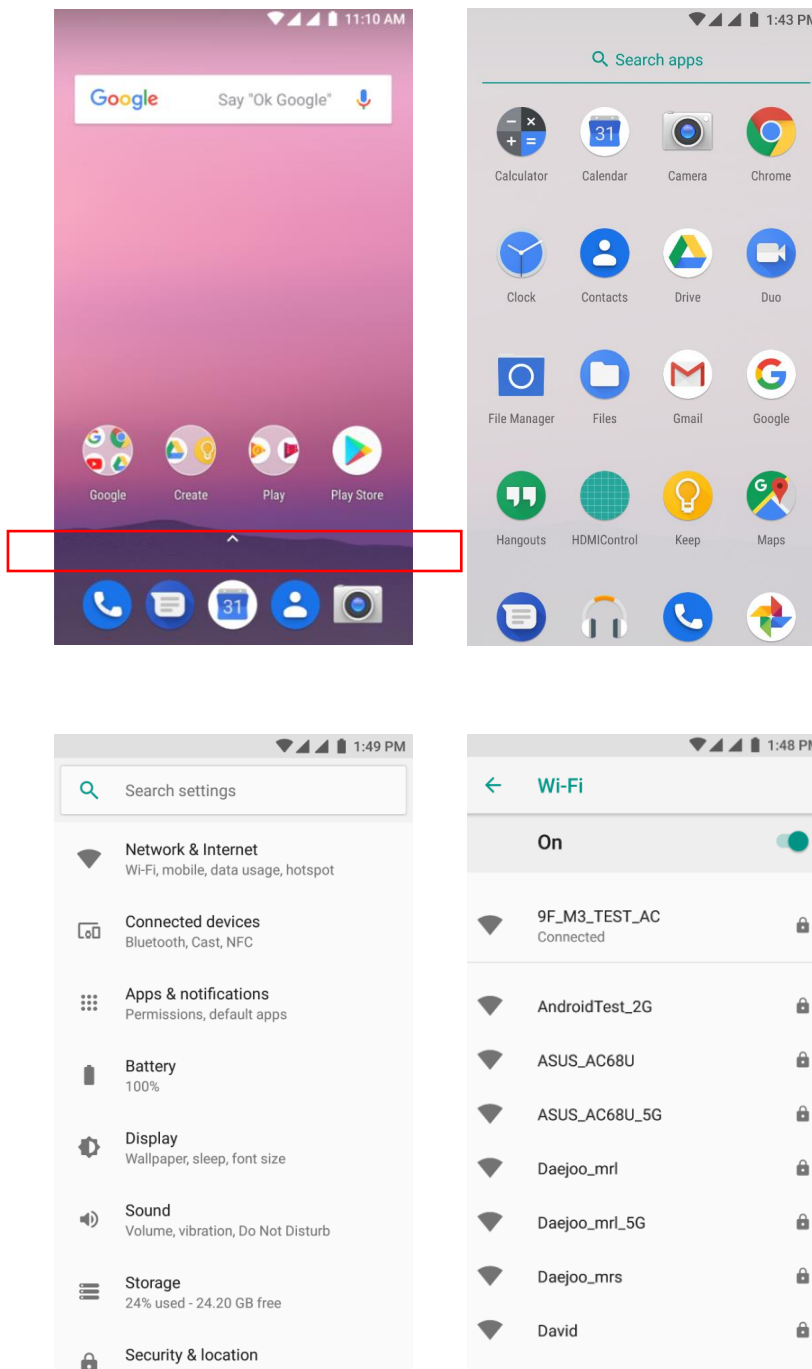 11:10 AM
Google Say "Ok Google"
31
G
Google Create Play Play Store
31
1:43 PM
Search apps
31
Calculator Calendar Camera Chrome
Clock Contacts Drive Duo
G
File Manager Files Gmail Google
G
Hangouts HDMIControl Keep Maps
1:49 PM
Search settings
Network & Internet
Wi-Fi, mobile, data usage, hotspot
Connected devices
Bluetooth, Cast, NFC
Apps & notifications
Permissions, default apps
Battery
100%
Display
Wallpaper, sleep, font size
Sound
Volume, vibration, Do Not Disturb
Storage
24% used - 24.20 GB free
Security & location
1:48 PM
Wi-Fi
On
9F_M3_TEST_AC
Connected
AndroidTest_2G
ASUS_AC68U
ASUS_AC68U_5G
Daejoo_mrl
Daejoo_mrl_5G
Daejoo_mrs
David